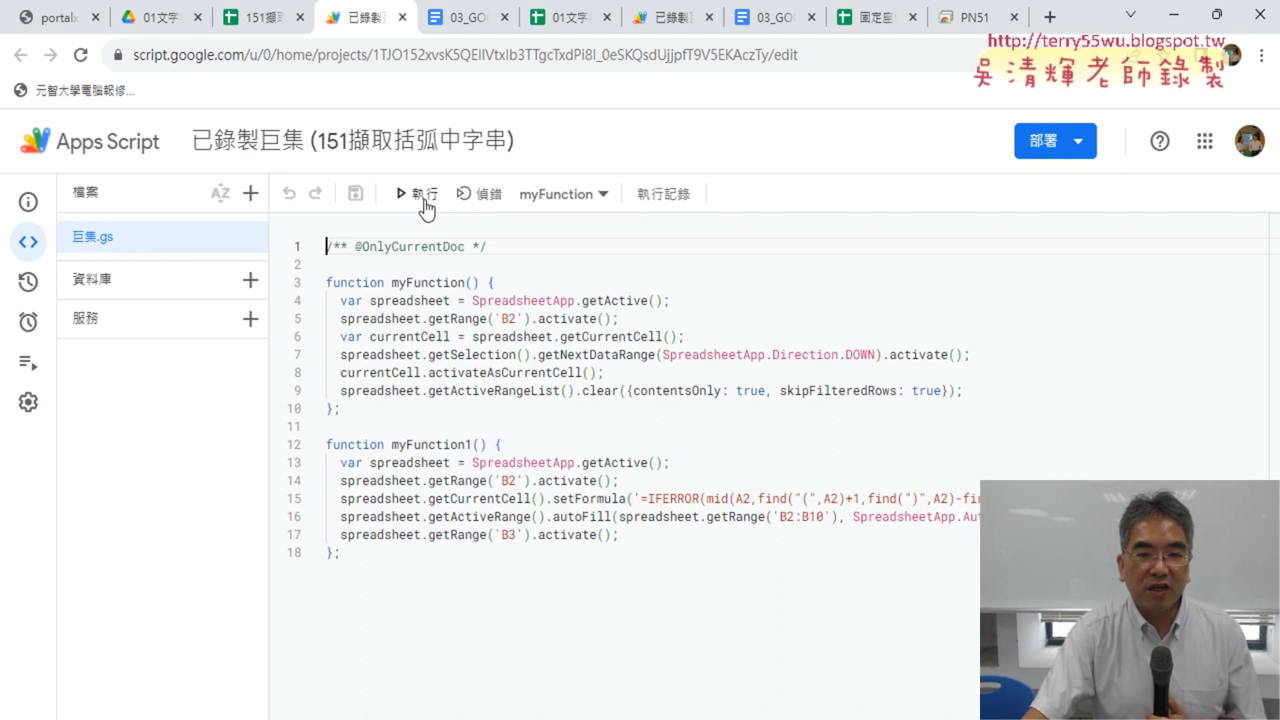 portalx
01文字
151擷
已錄製
03_GO
01文字
已錄製
03_GO
固定座
PN51
script.google.com/u/0/home/projects/1TJO152xvsK5QEIlVtxIb3TTgcTxdPi8I_0eSKQsdUjjpfT9V5EKAczTy/edit
http://terry55wu.blogspot.tw
吳清輝老師錄製
元智大學電腦報修...
Apps Script
已錄製巨集 (151擷取括弧中字串)
部署
檔案
AZ
執行
偵錯
myFunction
執行記錄
巨集.gs
資料庫
服務
1 /** @OnlyCurrentDoc */
2
3 function myFunction() {
4 var spreadsheet = SpreadsheetApp.getActive();
5 spreadsheet.getRange('B2').activate();
6 var currentCell = spreadsheet.getCurrentCell();
7 spreadsheet.getSelection().getNextDataRange(SpreadsheetApp.Direction.DOWN).activate();
8 currentCell.activateAsCurrentCell();
9 spreadsheet.getActiveRangeList().clear({contentsOnly: true, skipFilteredRows: true});
10 };
11
12 function myFunction1() {
13 var spreadsheet = SpreadsheetApp.getActive();
14 spreadsheet.getRange('B2').activate();
15 spreadsheet.getCurrentCell().setFormula('=IFERROR(mid(A2,find("(",A2)+1,find(")",A2)-fin
16 spreadsheet.getActiveRange().autoFill(spreadsheet.getRange('B2:B10'), SpreadsheetApp.Aut
17 spreadsheet.getRange('B3').activate();
18 };